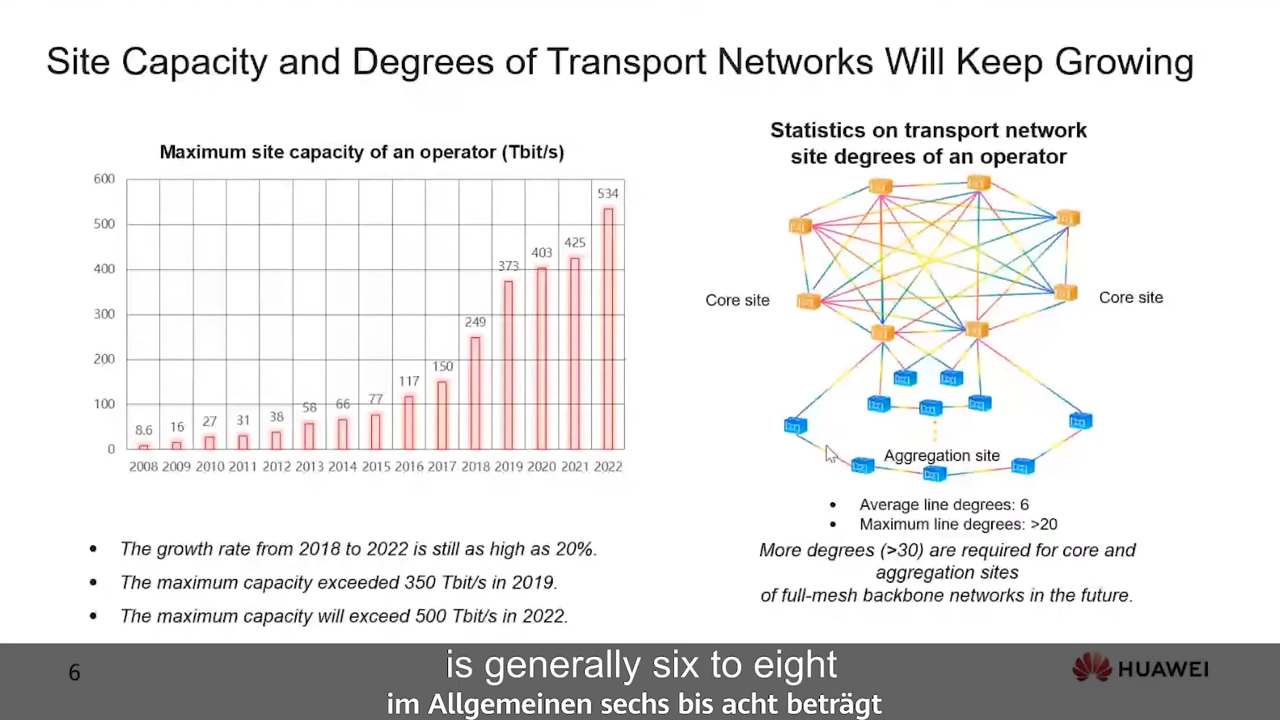 Site Capacity and Degrees of Transport Networks Will Keep Growing
Maximum site capacity of an operator (Tbit/s)
600
500
400
300
200
100
0
8.6
16
27
31
38
58
66
77
117
150
249
373
403
425
534
2008 2009 2010 2011 2012 2013 2014 2015 2016 2017 2018 2019 2020 2021 2022
• The growth rate from 2018 to 2022 is still as high as 20%.
• The maximum capacity exceeded 350 Tbit/s in 2019.
• The maximum capacity will exceed 500 Tbit/s in 2022.
Statistics on transport network
site degrees of an operator
Core site
Core site
Aggregation site
• Average line degrees: 6
• Maximum line degrees: >20
More degrees (>30) are required for core and
aggregation sites
of full-mesh backbone networks in the future.
6
is generally six to eight
im Allgemeinen sechs bis acht beträgt
HUAWEI